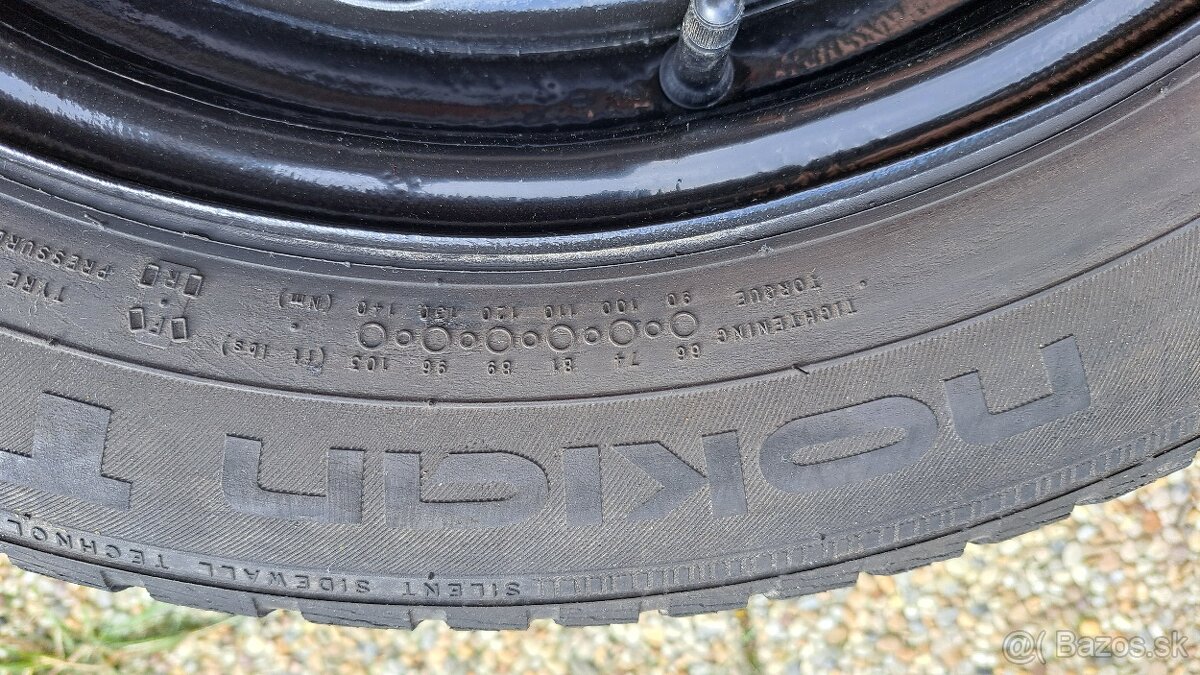 SILENT SIDEWALL TECHNOL
nokian T
TIGHTENING
TORQUE
66 74 81 89 96 103 (ft lbs)
90 100 110 120 130 140 (Nm)
TYRE
PRESSURE
F
R
Bazos.sk